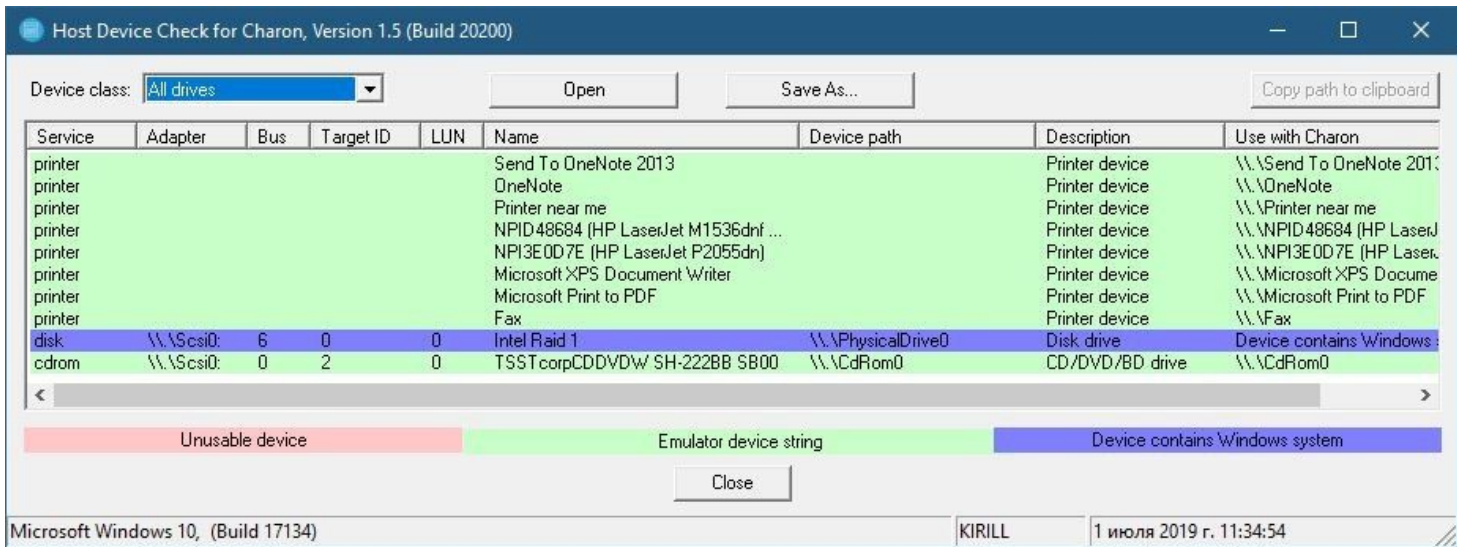 Host Device Check for Charon, Version 1.5 (Build 20200)
Device class: All drives Open Save As... Copy path to clipboard
Service Adapter Bus Target ID LUN Name Device path Description Use with Charon
printer Send To OneNote 2013 Printer device \\.\Send To OneNote 2013
printer OneNote Printer device \\.\OneNote
printer Printer near me Printer device \\.\Printer near me
printer NPID48684 (HP LaserJet M1536dnf ... Printer device \\.\NPID48684 (HP LaserJ
printer NPI3E0D7E (HP LaserJet P2055dn) Printer device \\.\NPI3E0D7E (HP LaserJ
printer Microsoft XPS Document Writer Printer device \\.\Microsoft XPS Docume
printer Microsoft Print to PDF Printer device \\.\Microsoft Print to PDF
printer Fax Printer device \\.\Fax
disk \\.\Scsi0: 6 0 0 Intel Raid 1 \\.\PhysicalDrive0 Disk drive Device contains Windows
cdrom \\.\Scsi0: 0 2 0 TSSTcorpCDDVDW SH-222BB SB00 \\.\CdRom0 CD/DVD/BD drive \\.\CdRom0
Unusable device Emulator device string Device contains Windows system
Close
Microsoft Windows 10, (Build 17134) KIRILL 1 июля 2019 г. 11:34:54